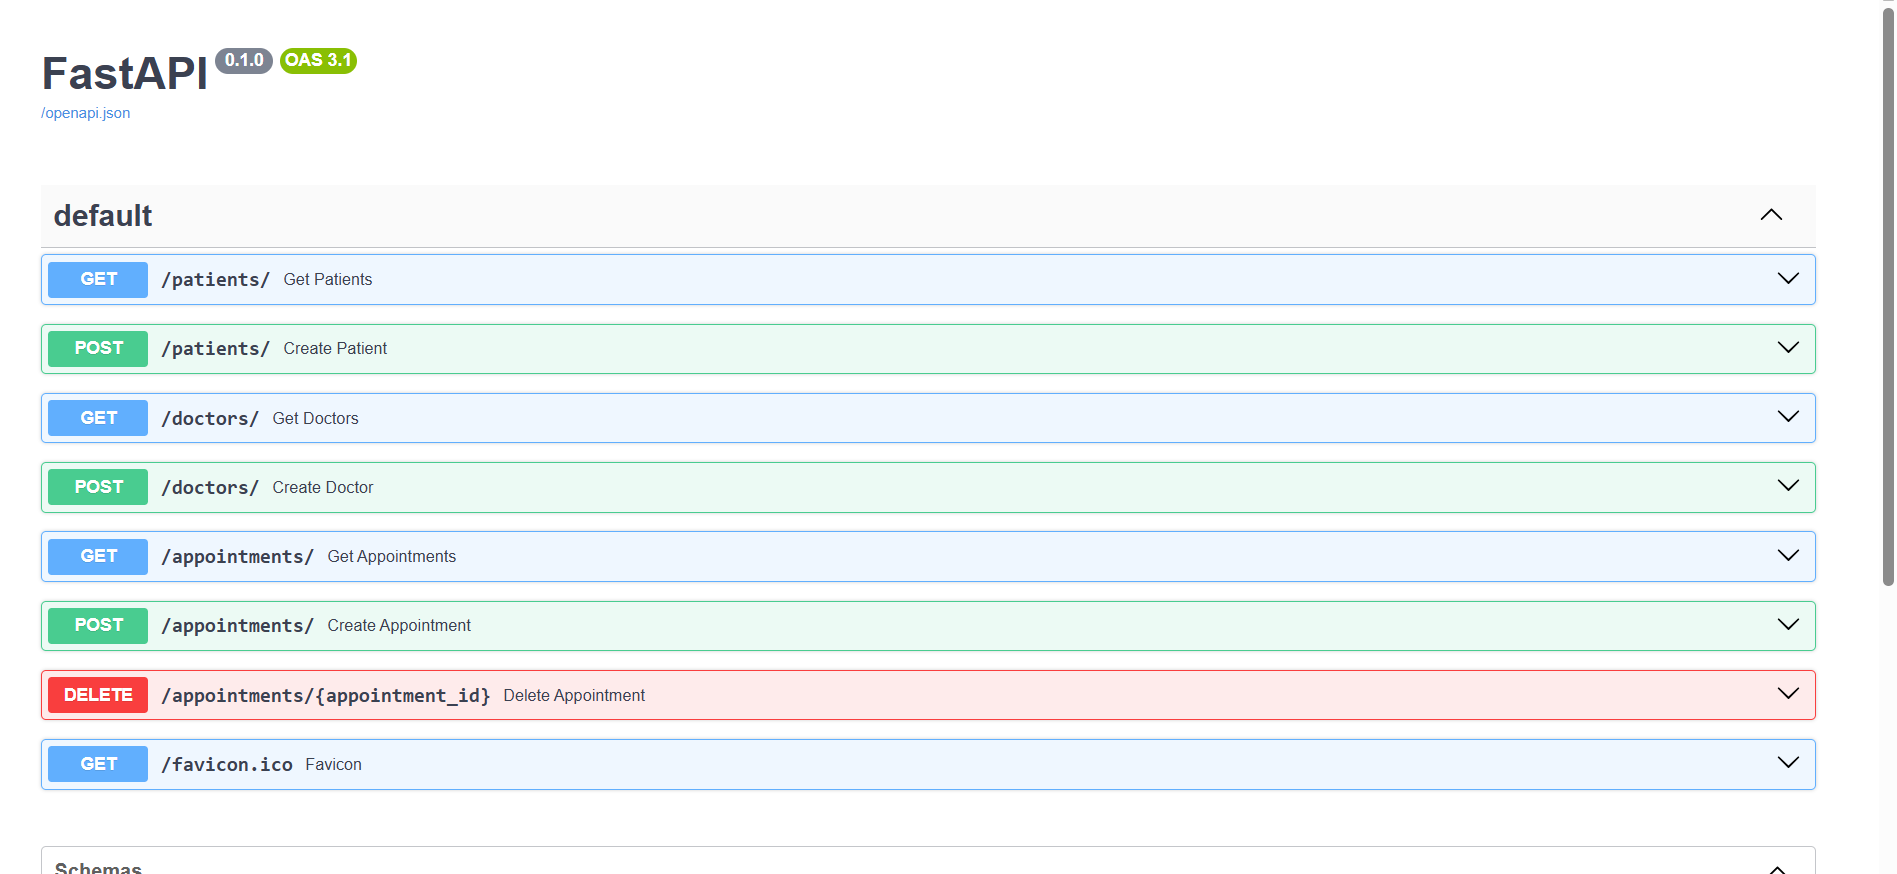 FastAPI 0.1.0 OAS 3.1
/openapi.json
default
GET /patients/ Get Patients
POST /patients/ Create Patient
GET /doctors/ Get Doctors
POST /doctors/ Create Doctor
GET /appointments/ Get Appointments
POST /appointments/ Create Appointment
DELETE /appointments/{appointment_id} Delete Appointment
GET /favicon.ico Favicon
Schemas